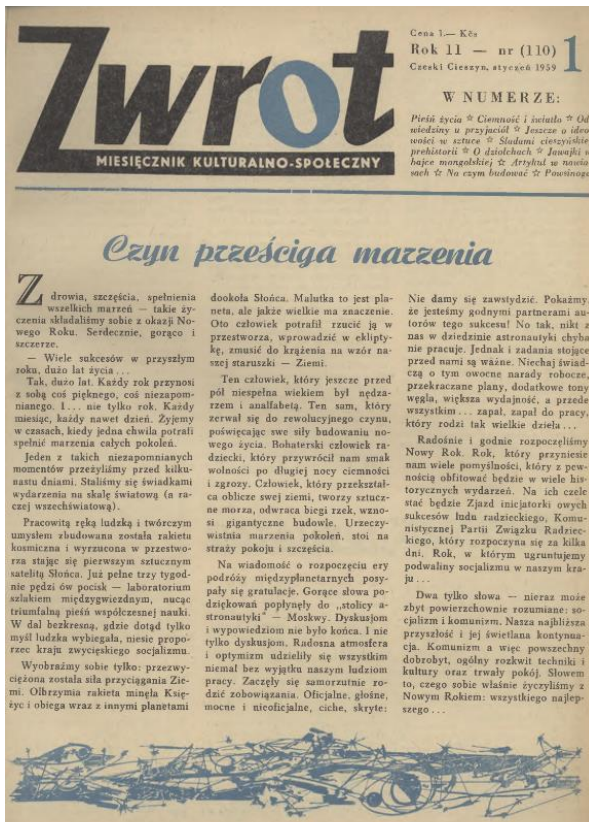 Zwrot
MIESIĘCZNIK KULTURALNO-SPOŁECZNY
Cena 1.— Kčs
Rok 11 — nr (110) 1
Czeski Cieszyn, styczeń 1959
W NUMERZE:
Pieśń życia ☆ Ciemność i światło ☆ Od
wiedziny u przyjaciół ☆ Jeszcze o ideo
wości w sztuce ☆ Śladami cieszyńskie
prehistorii ☆ O dziołchach ☆ Jawajki w
bajce mongolskiej ☆ Artykuł w nawia
sach ☆ Na czym budować ☆ Powsinoga
Czyn prześciga marzenia
Zdrowia, szczęścia, spełnienia
wszelkich marzeń — takie ży-
czenia składaliśmy sobie z okazji No-
wego Roku. Serdecznie, gorąco i
szczerze.
— Wiele sukcesów w przyszłym
roku, dużo lat życia...
Tak, dużo lat. Każdy rok przynosi
z sobą coś pięknego, coś niezapom-
nianego. I... nie tylko rok. Każdy
miesiąc, każdy nawet dzień. Żyjemy
w czasach, kiedy jedna chwila potrafi
spełnić marzenia całych pokoleń.
Jeden z takich niezapomnianych
momentów przeżyliśmy przed kilku-
nastu dniami. Staliśmy się świadkami
wydarzenia na skalę światową (a ra-
czej wszechświatową).
Pracowitą ręką ludzką i twórczym
umysłem zbudowana została rakieta
kosmiczna i wyrzucona w przestwo-
rza stając się pierwszym sztucznym
satelitą Słońca. Już pełne trzy tygod-
nie pędzi ów pocisk — laboratorium
szlakiem międzygwiezdnym, nucąc
triumfalną pieśń współczesnej nauki.
W dal bezkresną, gdzie dotąd tylko
myśl ludzka wybiegała, niesie propo-
rzec kraju zwycięskiego socjalizmu.
Wyobraźmy sobie tylko: przezwy-
ciężona została siła przyciągania Zie-
mi. Olbrzymia rakieta minęła Księ-
życ i obiega wraz z innymi planetami
dookoła Słońca. Malutka to jest pla-
neta, ale jakże wielkie ma znaczenie.
Oto człowiek potrafił rzucić ją w
przestworza, wprowadzić w eklipty-
kę, zmusić do krążenia na wzór na-
szej staruszki — Ziemi.
Ten człowiek, który jeszcze przed
pół niespełna wiekiem był nędza-
rzem i analfabetą. Ten sam, który
zerwał się do rewolucyjnego czynu,
poświęcając swe siły budowaniu no-
wego życia. Bohaterski człowiek ra-
dziecki, który przywrócił nam smak
wolności po długiej nocy ciemności
i zgrozy. Człowiek, który przekształ-
ca oblicze swej ziemi, tworzy sztucz-
ne morza, odwraca biegi rzek, wzno-
si gigantyczne budowle. Urzeczy-
wistnia marzenia pokoleń, stoi na
straży pokoju i szczęścia.
Na wiadomość o rozpoczęciu ery
podróży międzyplanetarnych posy-
pały się gratulacje. Gorące słowa po-
dziękowań popłynęły do „stolicy a-
stronautyki" — Moskwy. Dyskusjom
i wypowiedziom nie było końca. I nie
tylko dyskusjom. Radosna atmosfera
i optymizm udzieliły się wszystkim
niemal bez wyjątku naszym ludziom
pracy. Zaczęły się samorzutnie ro-
dzić zobowiązania. Oficjalne, głośne,
mocne i nieoficjalne, ciche, skryte:
Nie damy się zawstydzić. Pokażmy,
że jesteśmy godnymi partnerami au-
torów tego sukcesu! No tak, nikt z
nas w dziedzinie astronautyki chyba
nie pracuje. Jednak i zadania stojące
przed nami są ważne. Niechaj świad-
czą o tym owocne narady robocze,
przekraczane plany, dodatkowe tony
węgla, większa wydajność, a przede
wszystkim... zapał, zapał do pracy,
który rodzi tak wielkie dzieła...
Radośnie i godnie rozpoczęliśmy
Nowy Rok. Rok, który przyniesie
nam wiele pomyślności, który z pew-
nością obfitować będzie w wiele his-
torycznych wydarzeń. Na ich czele
stać będzie Zjazd inicjatorki owych
sukcesów ludu radzieckiego, Komu-
nistycznej Partii Związku Radziec-
kiego, który rozpoczyna się za kilka
dni. Rok, w którym ugruntujemy
podwaliny socjalizmu w naszym kra-
ju...
Dwa tylko słowa — nieraz może
zbyt powierzchownie rozumiane: so-
cjalizm i komunizm. Nasza najbliższa
przyszłość i jej świetlana kontynua-
cja. Komunizm a więc powszechny
dobrobyt, ogólny rozkwit techniki i
kultury oraz trwały pokój. Słowem
to, czego sobie właśnie życzyliśmy z
Nowym Rokiem: wszystkiego najlep-
szego...